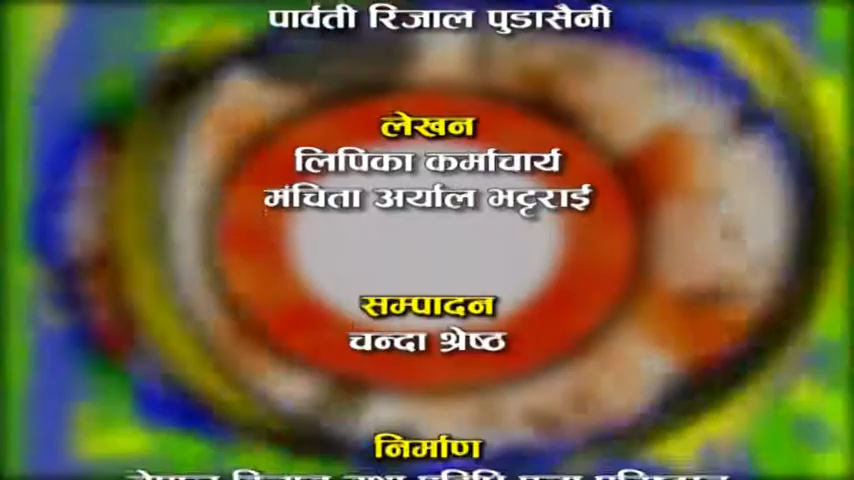 पार्वती रिजाल पुडासैनी
लेखन
लिपिका कर्माचार्य
मंचिता अर्याल भट्टराई
सम्पादन
चन्दा श्रेष्ठ
निर्माण